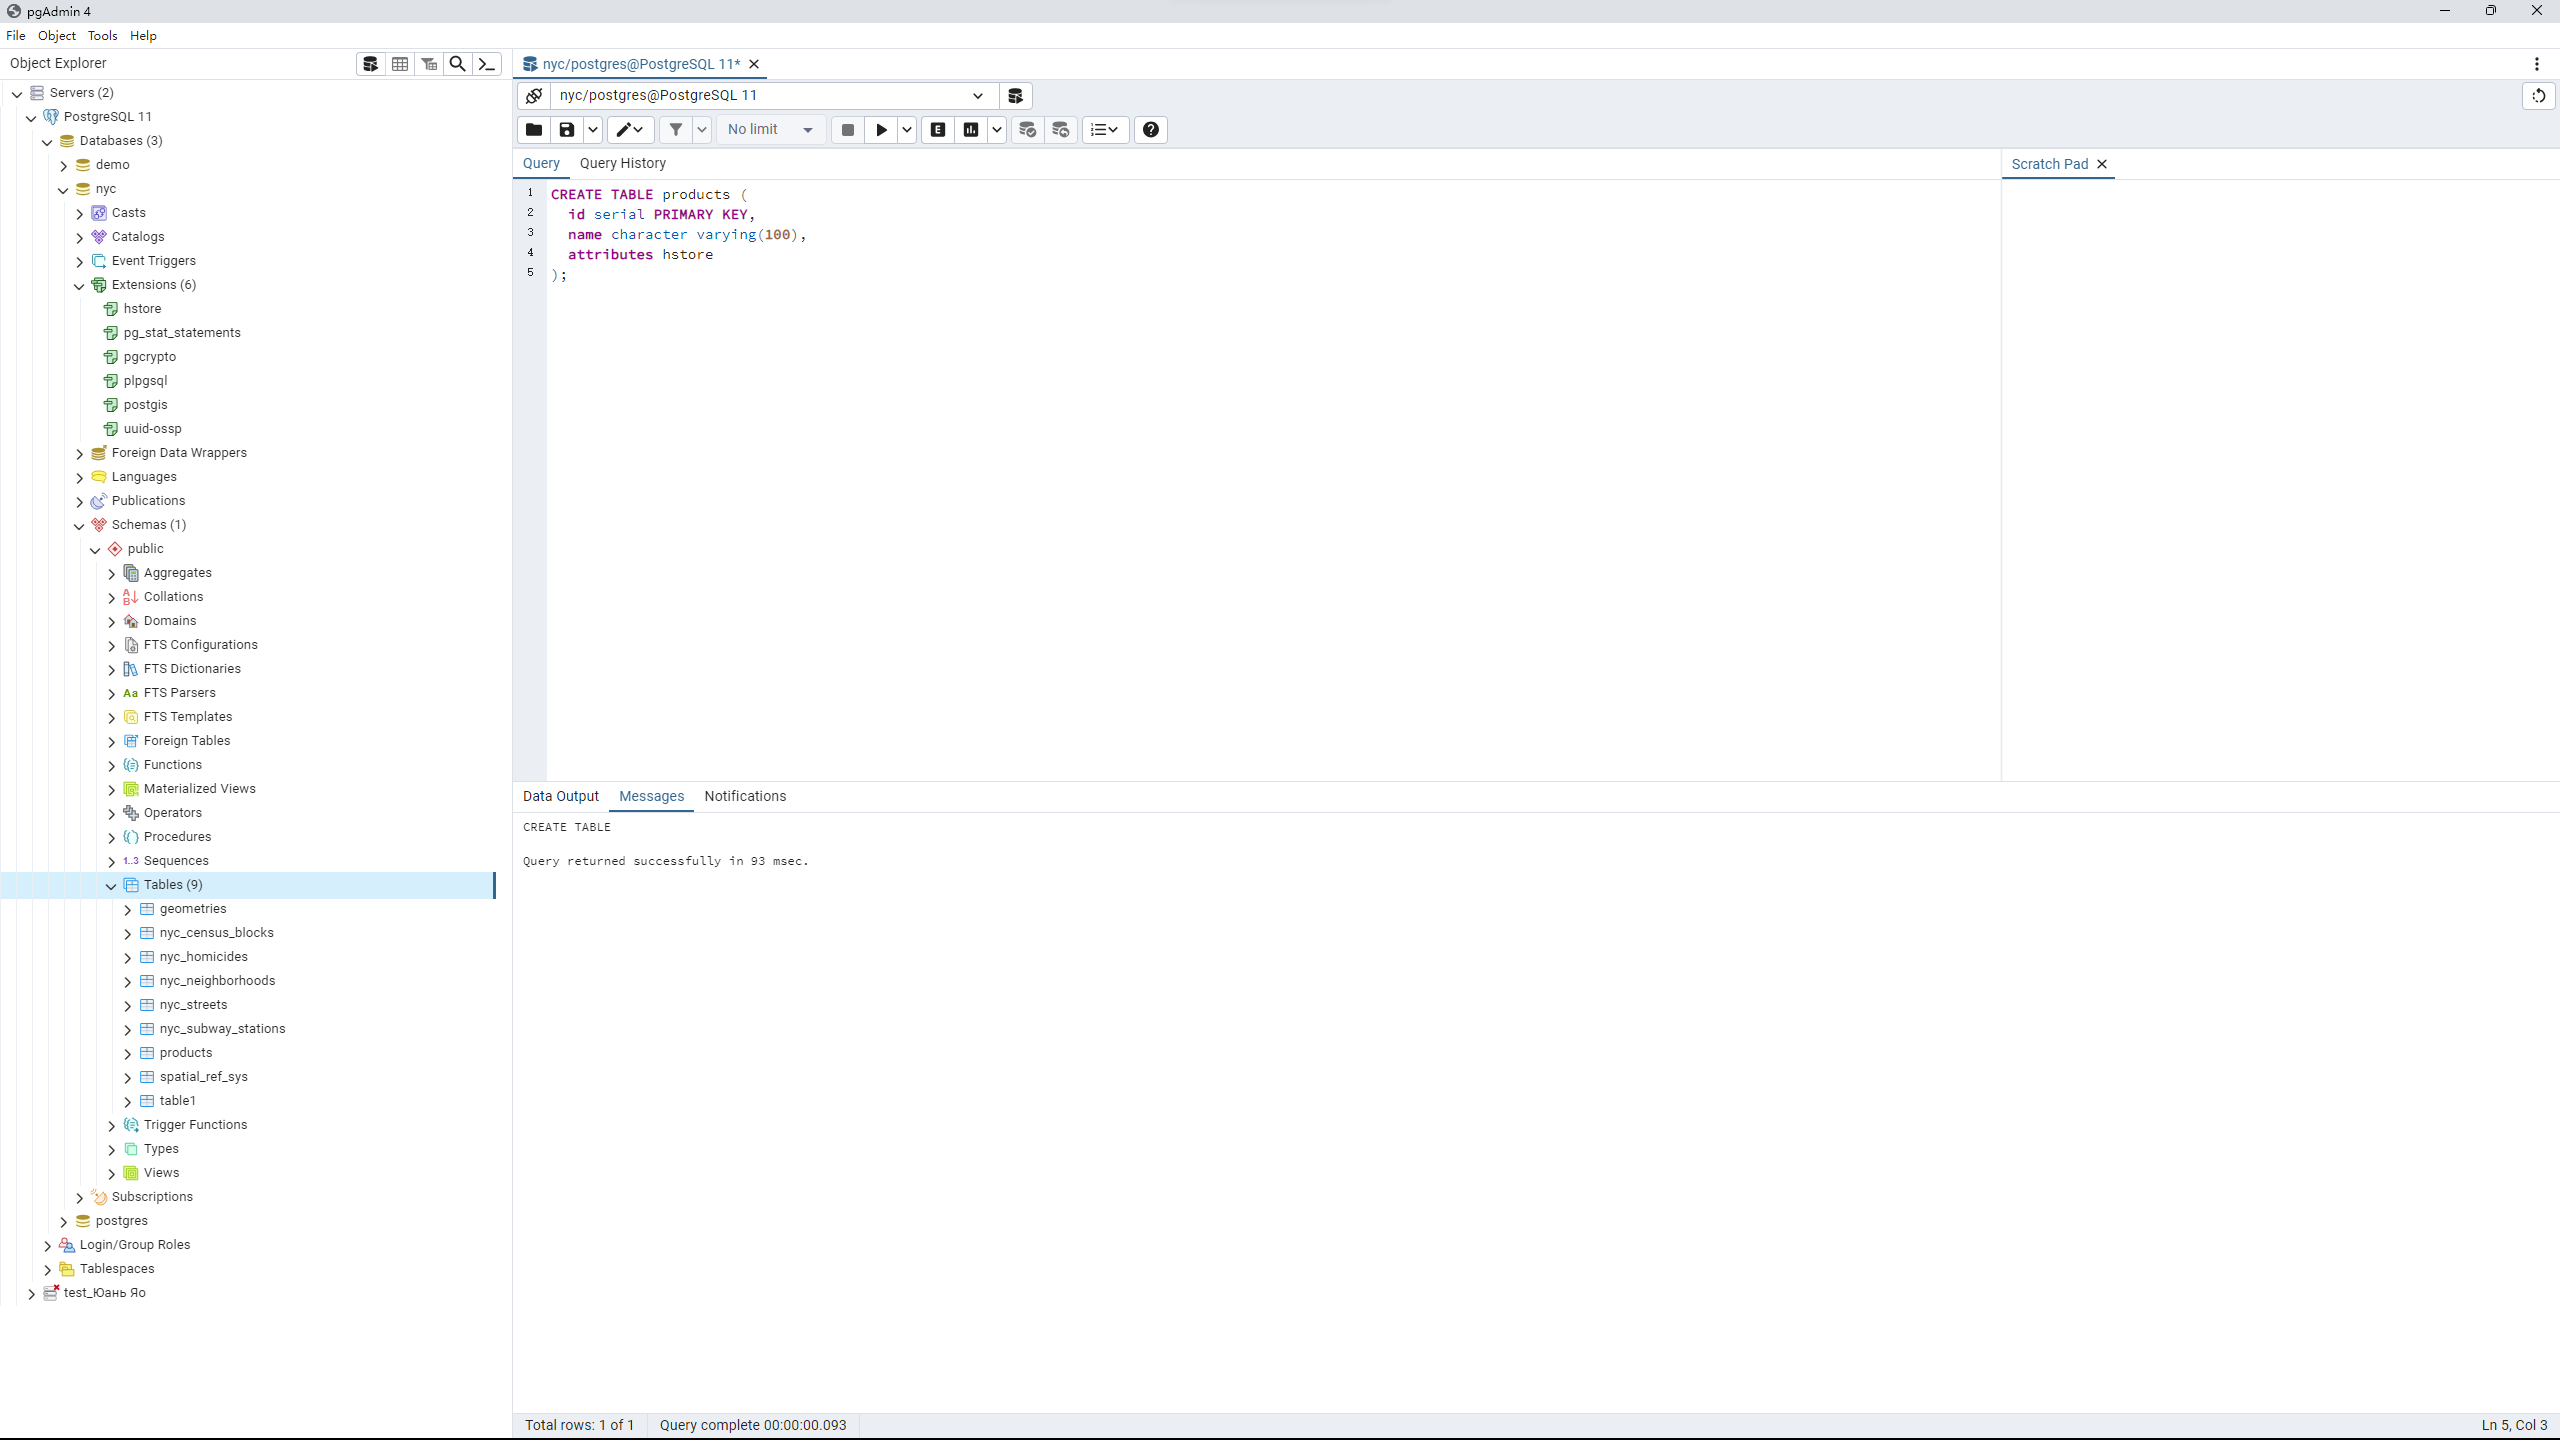 pgAdmin 4
File Object Tools Help
Object Explorer
Servers (2)
PostgreSQL 11
Databases (3)
demo
nyc
Casts
Catalogs
Event Triggers
Extensions (6)
hstore
pg_stat_statements
pgcrypto
plpgsql
postgis
uuid-ossp
Foreign Data Wrappers
Languages
Publications
Schemas (1)
public
Aggregates
Collations
Domains
FTS Configurations
FTS Dictionaries
Aa FTS Parsers
FTS Templates
Foreign Tables
Functions
Materialized Views
Operators
Procedures
1..3 Sequences
Tables (9)
geometries
nyc_census_blocks
nyc_homicides
nyc_neighborhoods
nyc_streets
nyc_subway_stations
products
spatial_ref_sys
table1
Trigger Functions
Types
Views
Subscriptions
postgres
Login/Group Roles
Tablespaces
test_Юань Яо
nyc/postgres@PostgreSQL 11*
nyc/postgres@PostgreSQL 11
No limit
E
Query Query History
Scratch Pad
1 CREATE TABLE products (
2 id serial PRIMARY KEY,
3 name character varying(100),
4 attributes hstore
5 );
Data Output Messages Notifications
CREATE TABLE
Query returned successfully in 93 msec.
Total rows: 1 of 1 Query complete 00:00:00.093
Ln 5, Col 3